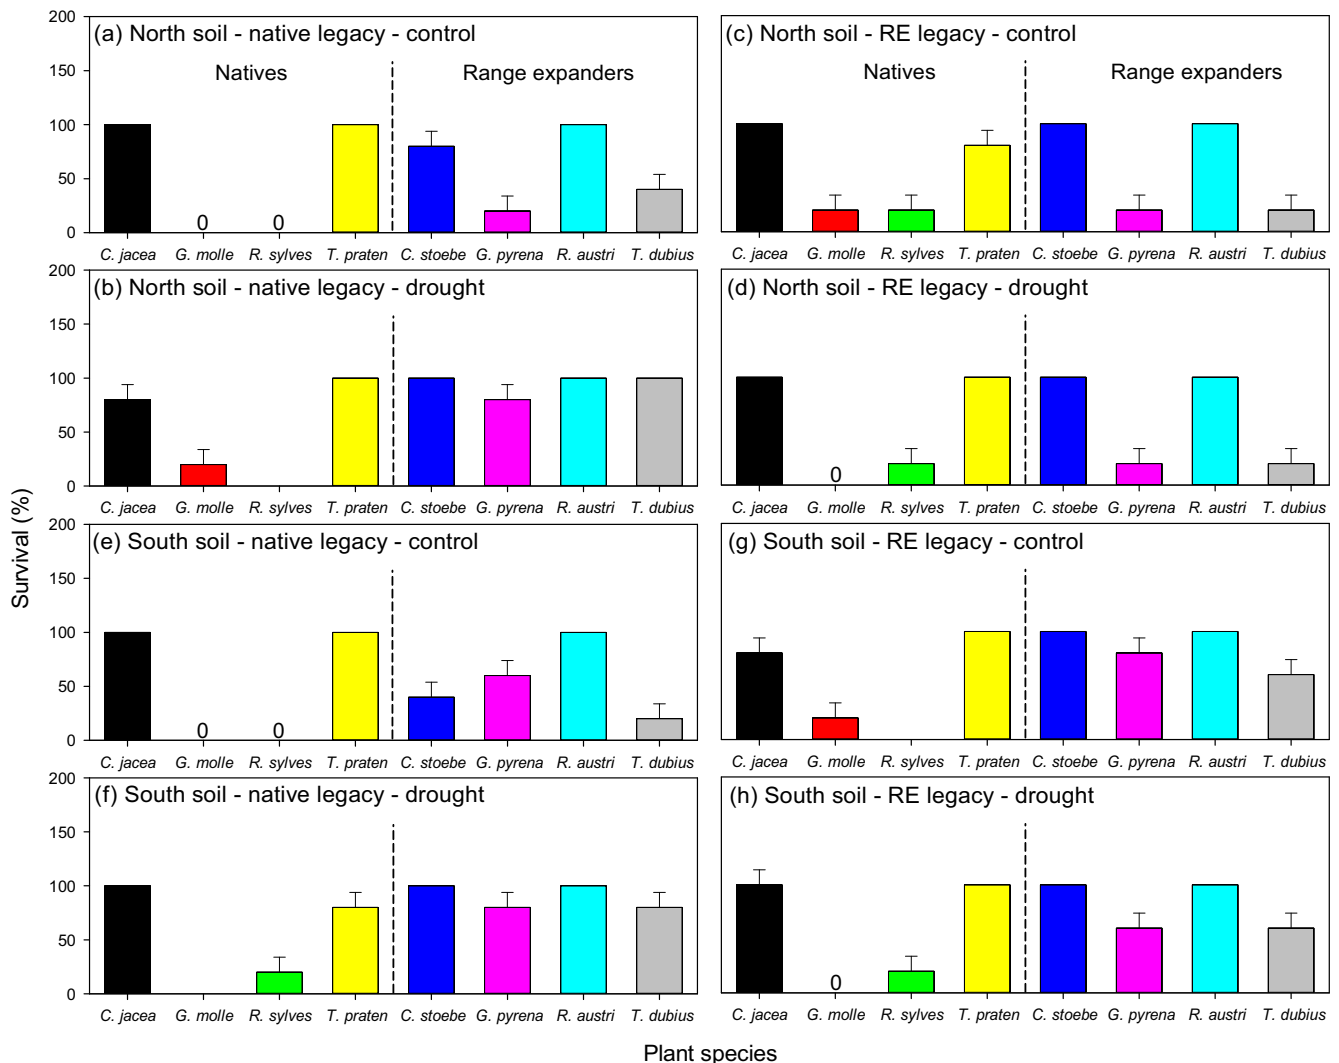 (a) North soil - native legacy - control
Natives
Range expanders
200
150
100
50
0
0
0
C. jacea G. molle R. sylves T. praten C. stoebe G. pyrena R. austri T. dubius
(c) North soil - RE legacy - control
Natives
Range expanders
C. jacea G. molle R. sylves T. praten C. stoebe G. pyrena R. austri T. dubius
(b) North soil - native legacy - drought
200
150
100
50
0
C. jacea G. molle R. sylves T. praten C. stoebe G. pyrena R. austri T. dubius
(d) North soil - RE legacy - drought
0
C. jacea G. molle R. sylves T. praten C. stoebe G. pyrena R. austri T. dubius
Survival (%)
(e) South soil - native legacy - control
200
150
100
50
0
0
0
C. jacea G. molle R. sylves T. praten C. stoebe G. pyrena R. austri T. dubius
(g) South soil - RE legacy - control
C. jacea G. molle R. sylves T. praten C. stoebe G. pyrena R. austri T. dubius
(f) South soil - native legacy - drought
200
150
100
50
0
C. jacea G. molle R. sylves T. praten C. stoebe G. pyrena R. austri T. dubius
(h) South soil - RE legacy - drought
0
C. jacea G. molle R. sylves T. praten C. stoebe G. pyrena R. austri T. dubius
Plant species